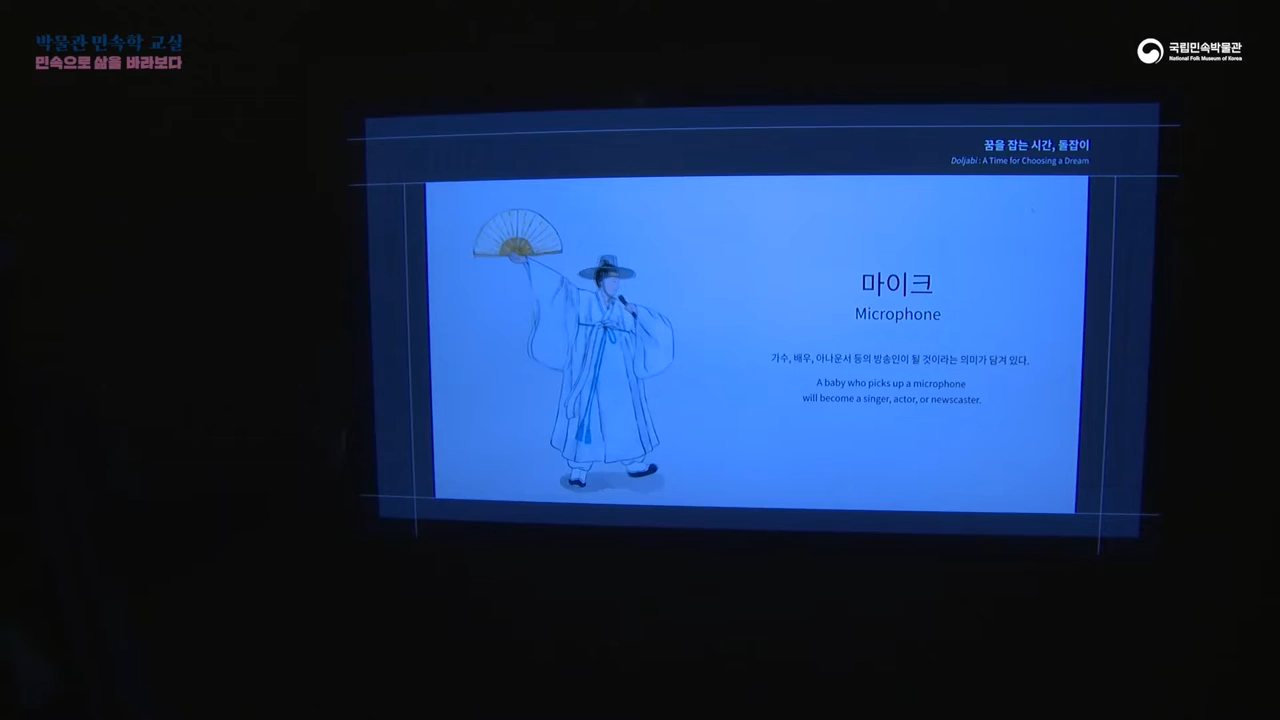 박물관 민속학 교실
민속으로 삶을 바라보다
국립민속박물관
National Folk Museum of Korea
꿈을 잡는 시간, 돌잡이
Doljabi : A Time for Choosing a Dream
마이크
Microphone
가수, 배우, 아나운서 등의 방송인이 될 것이라는 의미가 담겨 있다.
A baby who picks up a microphone
will become a singer, actor, or newscaster.